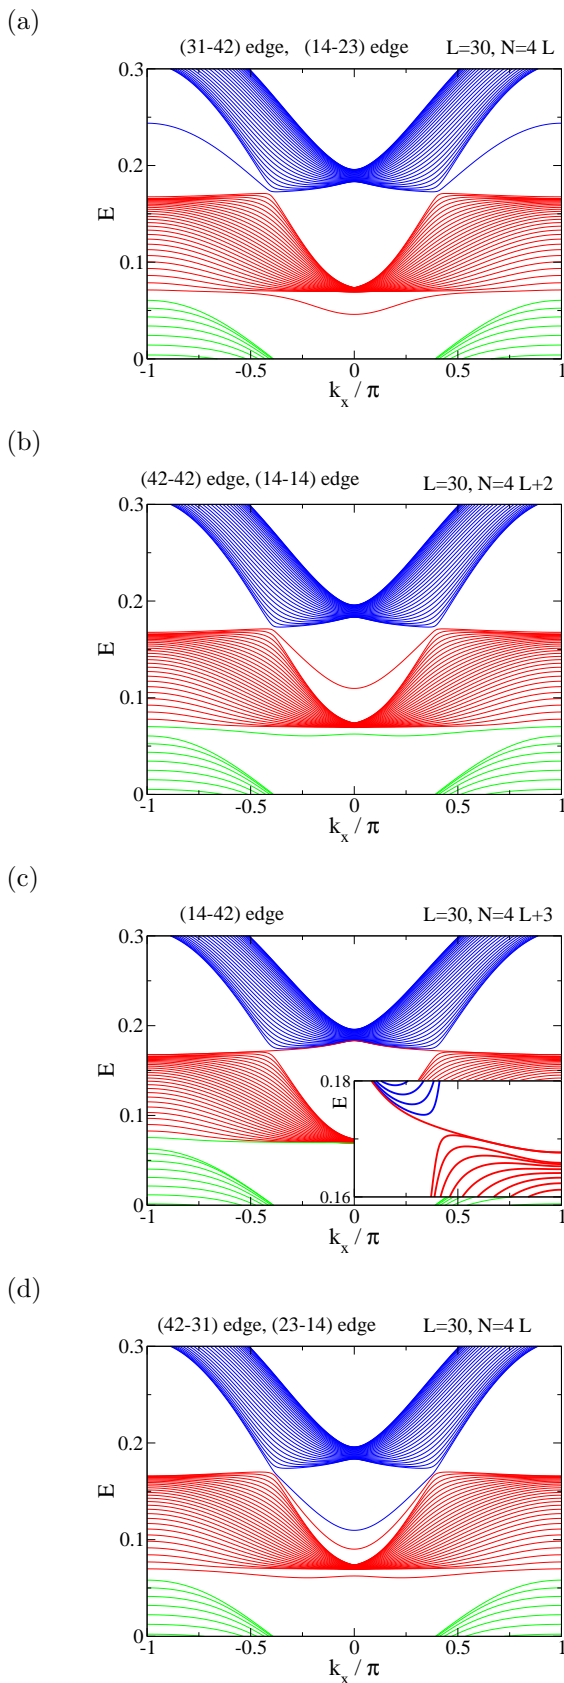 (a)
(31-42) edge, (14-23) edge L=30, N=4 L
0.3
0.2
E
0.1
0
-1 -0.5 0 0.5 1
k_x / π
(b)
(42-42) edge, (14-14) edge L=30, N=4 L+2
0.3
0.2
E
0.1
0
-1 -0.5 0 0.5 1
k_x / π
(c)
(14-42) edge L=30, N=4 L+3
0.3
0.2
E
0.1
0
0.18
E
0.16
-1 -0.5 0 0.5 1
k_x / π
(d)
(42-31) edge, (23-14) edge L=30, N=4 L
0.3
0.2
E
0.1
0
-1 -0.5 0 0.5 1
k_x / π